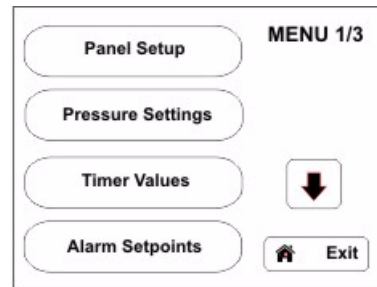 Panel Setup
MENU 1/3
Pressure Settings
Timer Values
Alarm Setpoints
Exit